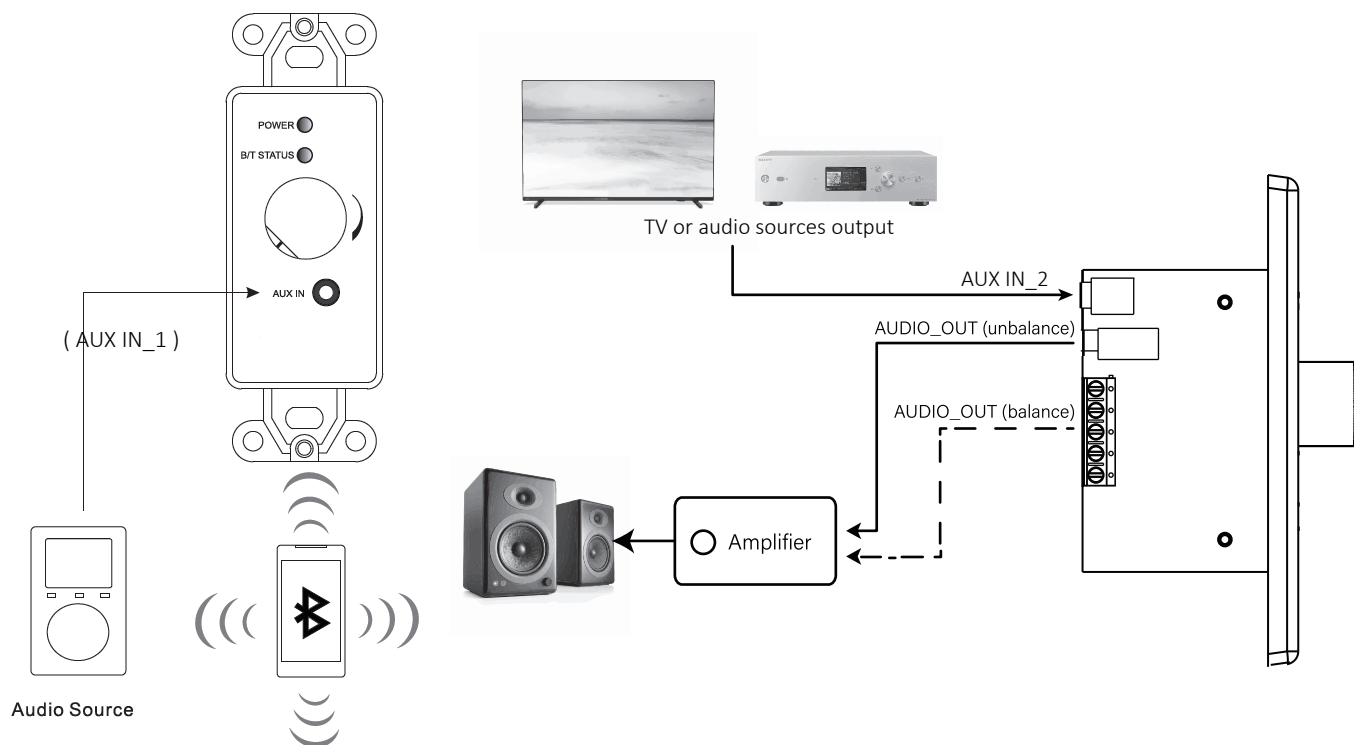 POWER
B/T STATUS
AUX IN
( AUX IN_1 )
Audio Source
TV or audio sources output
AUX IN_2
AUDIO_OUT (unbalance)
AUDIO_OUT (balance)
Amplifier